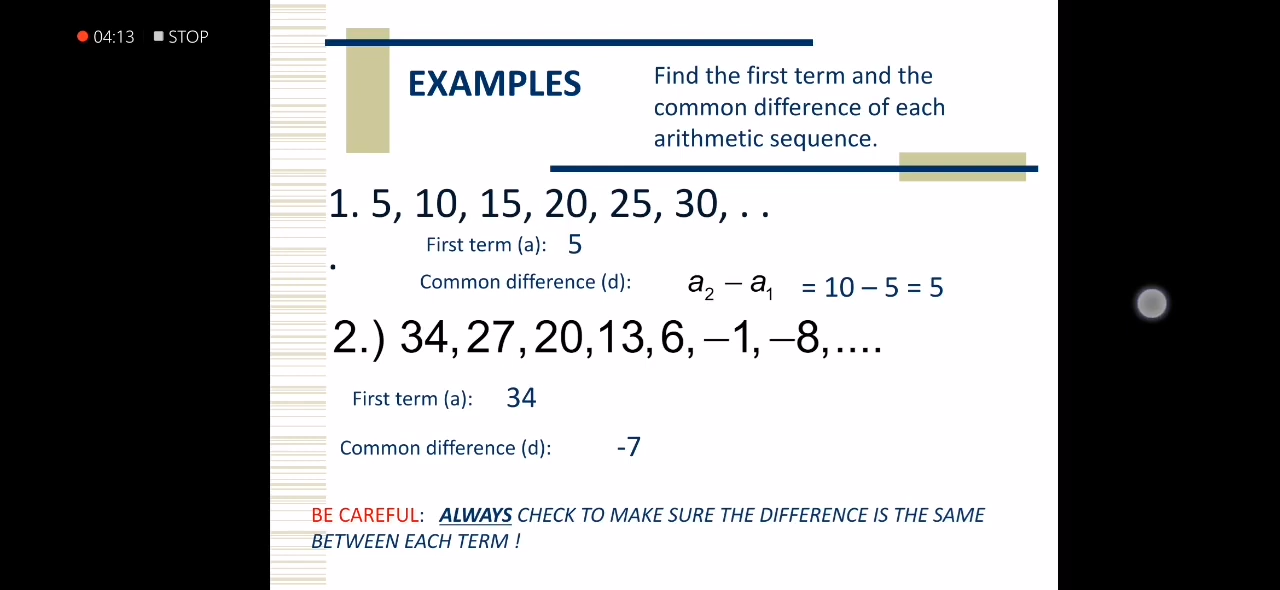 04:13 STOP
EXAMPLES
Find the first term and the
common difference of each
arithmetic sequence.
1. 5, 10, 15, 20, 25, 30, . .
.
First term (a): 5
Common difference (d): a₂ – a₁ = 10 – 5 = 5
2.) 34, 27, 20, 13, 6, –1, –8, ....
First term (a): 34
Common difference (d): -7
BE CAREFUL: ALWAYS CHECK TO MAKE SURE THE DIFFERENCE IS THE SAME
BETWEEN EACH TERM !